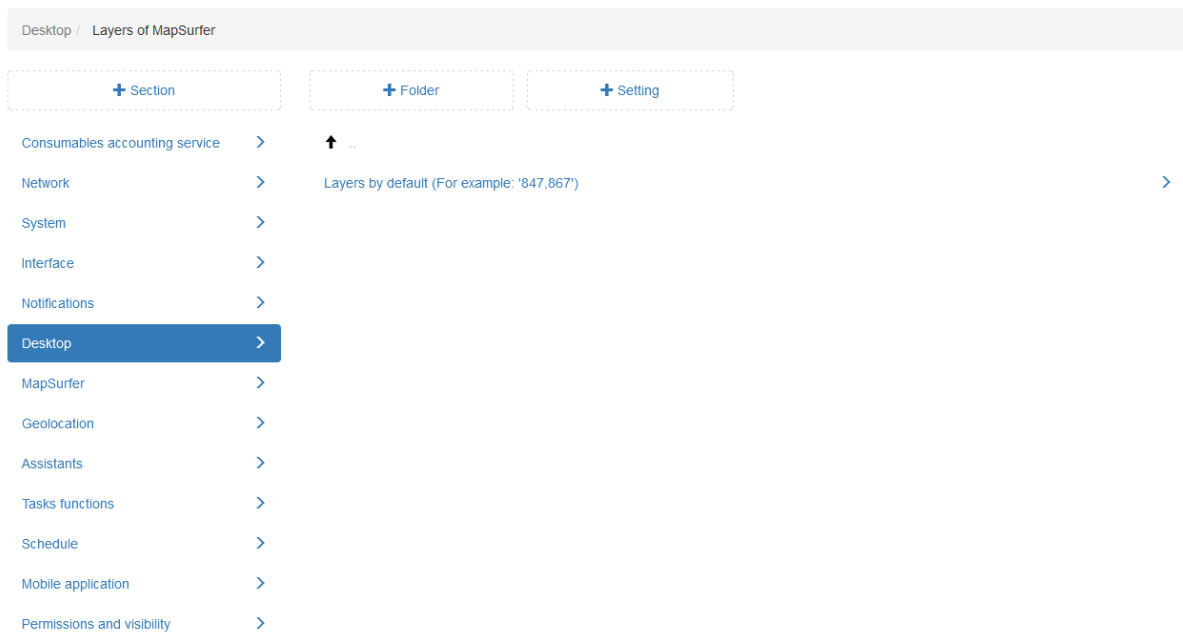 Desktop / Layers of MapSurfer
+ Section
+ Folder
+ Setting
Consumables accounting service
..
Network
Layers by default (For example: '847,867')
System
Interface
Notifications
Desktop
MapSurfer
Geolocation
Assistants
Tasks functions
Schedule
Mobile application
Permissions and visibility